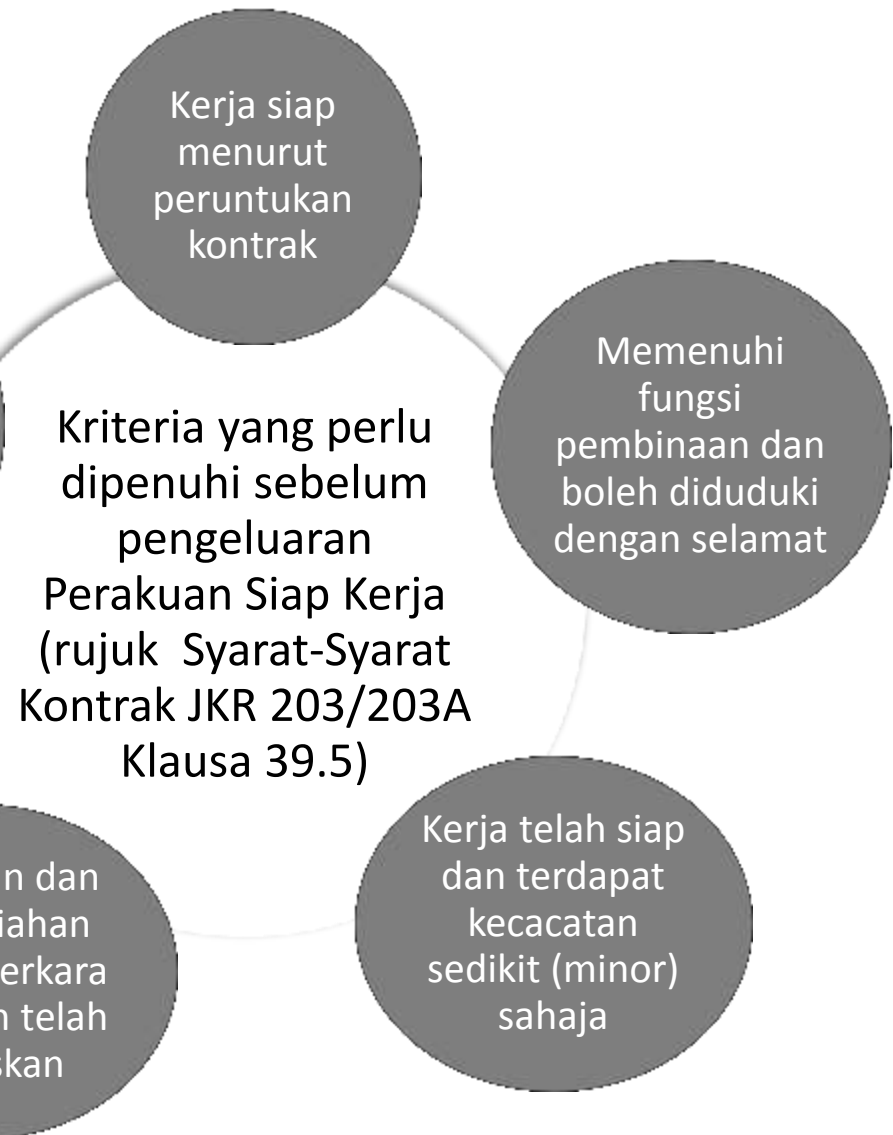 Kerja siap
menurut
peruntukan
kontrak
Memenuhi
fungsi
pembinaan dan
boleh diduduki
dengan selamat
Kriteria yang perlu
dipenuhi sebelum
pengeluaran
Perakuan Siap Kerja
(rujuk Syarat-Syarat
Kontrak JKR 203/203A
Klausa 39.5)
Kerja telah siap
dan terdapat
kecacatan
sedikit (minor)
sahaja
dan
telah